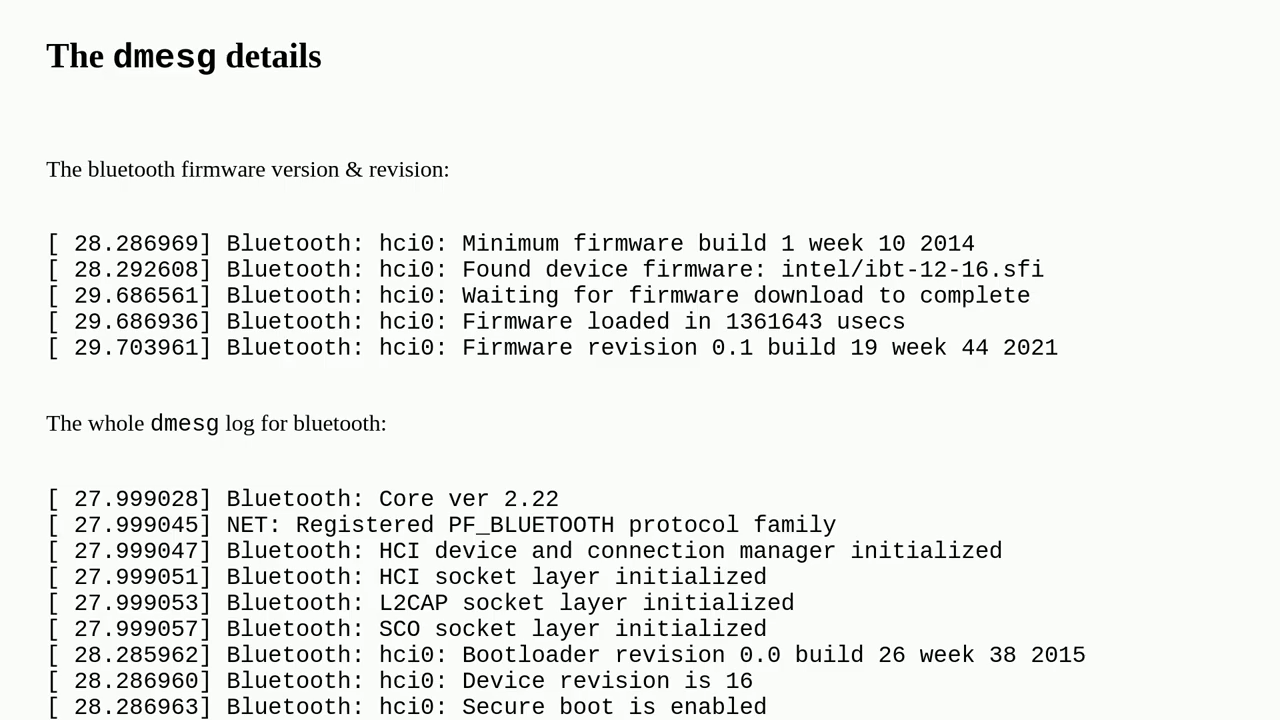 The dmesg details
The bluetooth firmware version & revision:
[ 28.286969] Bluetooth: hci0: Minimum firmware build 1 week 10 2014
[ 28.292608] Bluetooth: hci0: Found device firmware: intel/ibt-12-16.sfi
[ 29.686561] Bluetooth: hci0: Waiting for firmware download to complete
[ 29.686936] Bluetooth: hci0: Firmware loaded in 1361643 usecs
[ 29.703961] Bluetooth: hci0: Firmware revision 0.1 build 19 week 44 2021
The whole dmesg log for bluetooth:
[ 27.999028] Bluetooth: Core ver 2.22
[ 27.999045] NET: Registered PF_BLUETOOTH protocol family
[ 27.999047] Bluetooth: HCI device and connection manager initialized
[ 27.999051] Bluetooth: HCI socket layer initialized
[ 27.999053] Bluetooth: L2CAP socket layer initialized
[ 27.999057] Bluetooth: SCO socket layer initialized
[ 28.285962] Bluetooth: hci0: Bootloader revision 0.0 build 26 week 38 2015
[ 28.286960] Bluetooth: hci0: Device revision is 16
[ 28.286963] Bluetooth: hci0: Secure boot is enabled